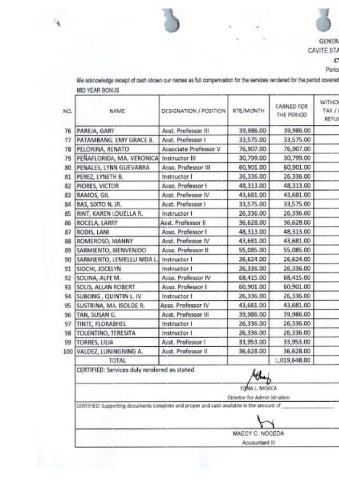 GENERA
CAVITE STA
Perio
We acknowledge receipt of cash shown our names as full compensation for the services rendered for the period covered
MID YEAR BONUS
NO. NAME DESIGNATION / POSITION RTE/MONTH EARNED FOR THE PERIOD WITHO TAX / REFU
76 PAREJA, GARY Asst. Professor III 39,986.00 39,986.00
77 PATAMBANG, EMY GRACE B. Asst. Professor I 33,575.00 33,575.00
78 PELORINA, RENATO Associate Professor V 76,907.00 76,907.00
79 PEÑAFLORIDA, MA. VERONICA Instructor III 30,799.00 30,799.00
80 PENALES, LYNN GUEVARRA Asso. Professor III 60,901.00 60,901.00
81 PEREZ, LYNETH B. Instructor I 26,336.00 26,336.00
82 PIORES, VICTOR Asso. Professor I 48,313.00 48,313.00
83 RAMOS, GIL Asst. Professor IV 43,681.00 43,681.00
84 RAS, SIXTO N. JR. Asst. Professor I 33,575.00 33,575.00
85 RINT, KAREN LOUELLA R. Instructor I 26,336.00 26,336.00
86 ROCELA, LARRY Asst. Professor II 36,628.00 36,628.00
87 RODIS, LANI Asso. Professor I 48,313.00 48,313.00
88 ROMEROSO, MANNY Asst. Professor IV 43,681.00 43,681.00
89 SARMIENTO, BIENVENIDO Asso. Professor II 55,085.00 55,085.00
90 SARMIENTO, LEMELLU NIDA L. Instructor I 26,624.00 26,624.00
91 SIOCHI, JOCELYN Instructor I 26,336.00 26,336.00
92 SOLINA, ALFE M. Asso. Professor IV 68,415.00 68,415.00
93 SOLIS, ALLAN ROBERT Asso. Professor I 60,901.00 60,901.00
94 SUBONG , QUINTIN L. IV Instructor I 26,336.00 26,336.00
95 SUSTRINA, MA. ISOLDE R. Asst. Professor IV 43,681.00 43,681.00
96 TAN, SUSAN G. Asst. Professor III 39,986.00 39,986.00
97 TINTE, FLORABHEL Instructor I 26,336.00 26,336.00
98 TOLENTINO, TERESITA Instructor I 26,336.00 26,336.00
99 TORRES, LILIA Asst. Professor I 33,953.00 33,953.00
100 VALDEZ, LUNINGNING A. Asst. Professor II 36,628.00 36,628.00
TOTAL 1,019,648.00
CERTIFIED: Services duly rendered as stated
EDNA L. MOJICA
Director for Admin istration
CERTIFIED: Supporting documents complete and proper and cash available in the amount of
MAECY C. NOCEDA
Accountant III